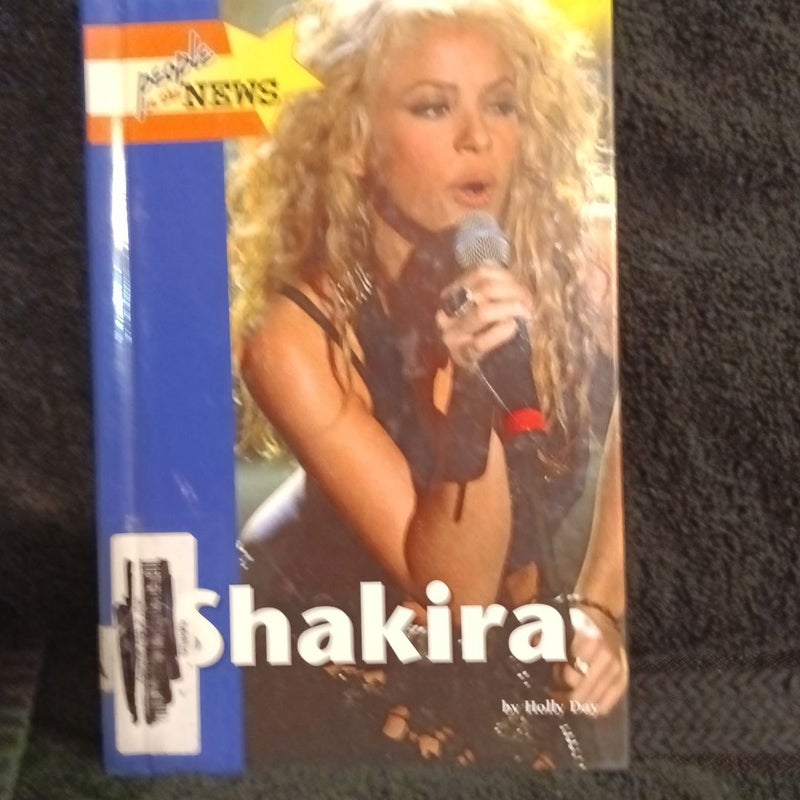 people
in the NEWS
Shakira
by Holly Day